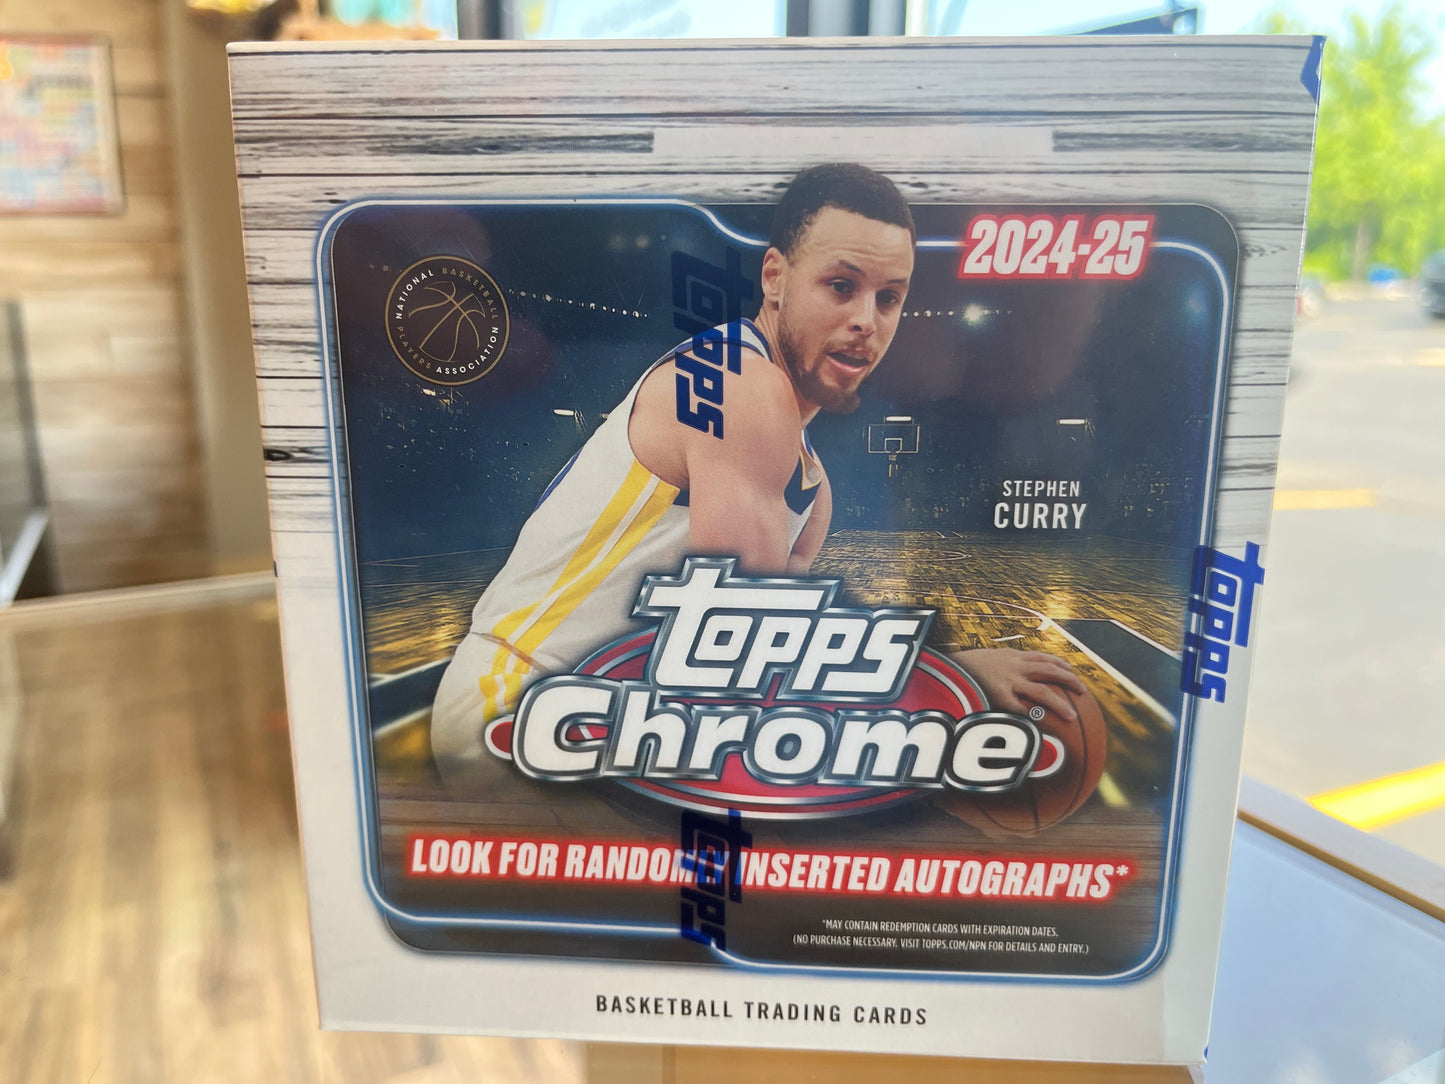 2024-25
NATIONAL BASKETBALL
PLAYERS ASSOCIATION
topps
topps
STEPHEN
CURRY
topps
topps
Chrome®
LOOK FOR RANDOMLY INSERTED AUTOGRAPHS*
topps
*MAY CONTAIN REDEMPTION CARDS WITH EXPIRATION DATES.
(NO PURCHASE NECESSARY. VISIT TOPPS.COM/NPN FOR DETAILS AND ENTRY.)
BASKETBALL TRADING CARDS